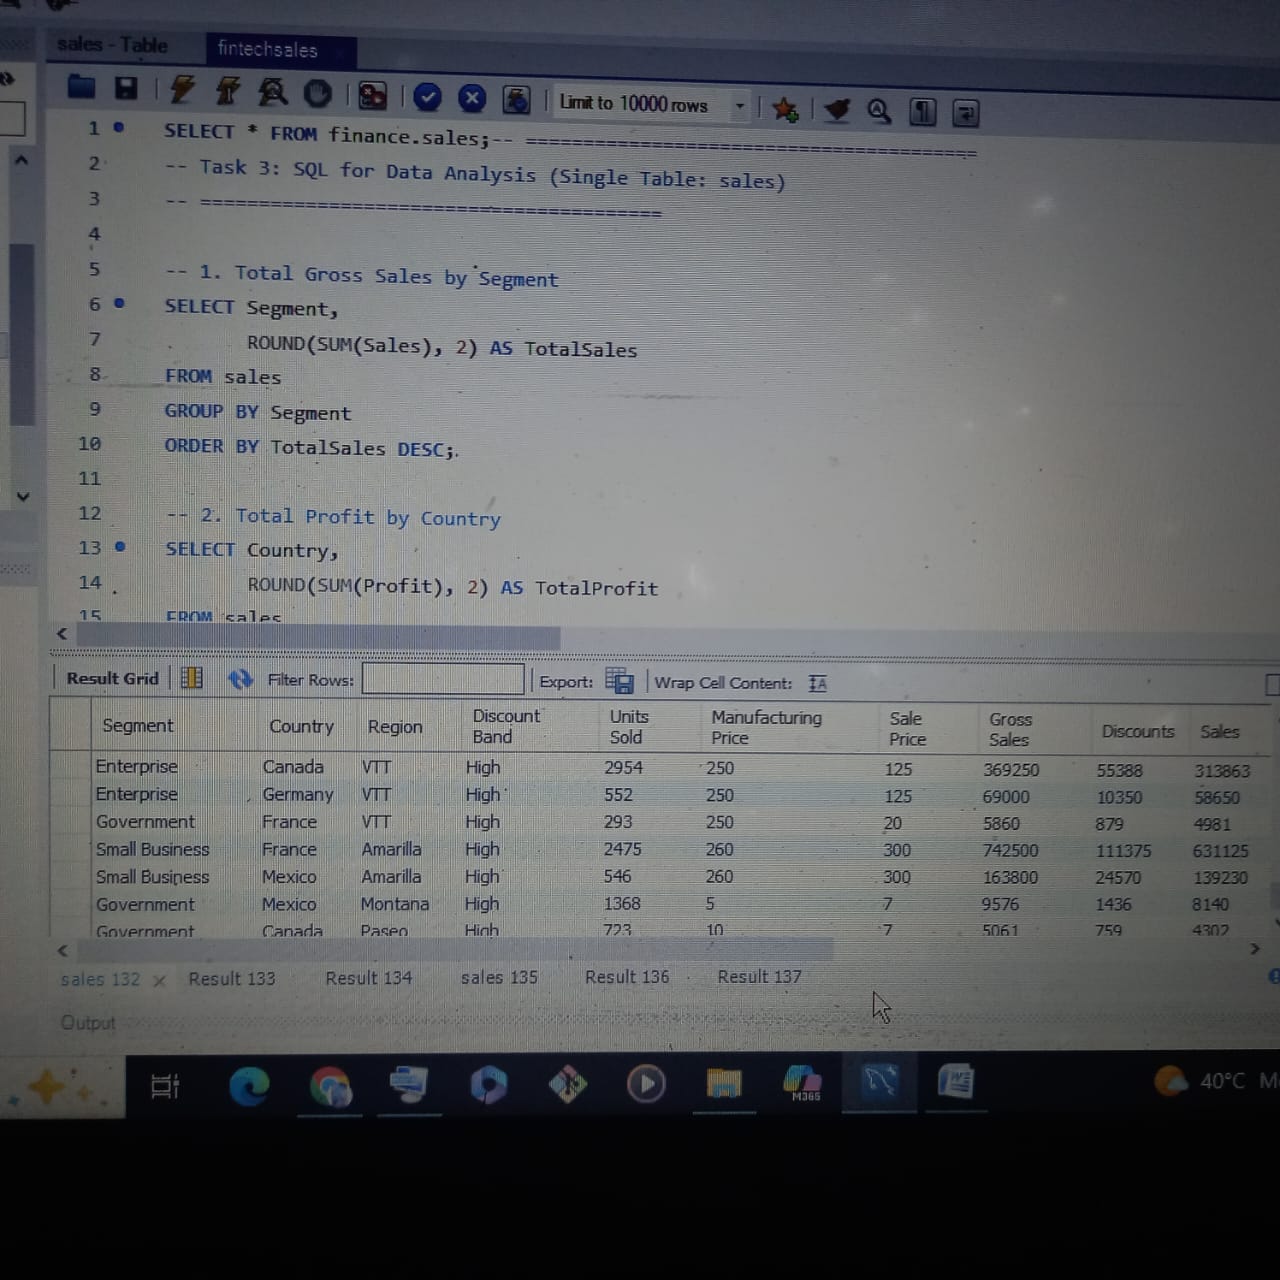 sales - Table fintechsales
Limit to 10000 rows
1 SELECT * FROM finance.sales;-- =======================================
2 -- Task 3: SQL for Data Analysis (Single Table: sales)
3 -- ========================================
4
5 -- 1. Total Gross Sales by Segment
6 SELECT Segment,
7 ROUND(SUM(Sales), 2) AS TotalSales
8 FROM sales
9 GROUP BY Segment
10 ORDER BY TotalSales DESC;
11
12 -- 2. Total Profit by Country
13 SELECT Country,
14 ROUND(SUM(Profit), 2) AS TotalProfit
15 FROM sales
Result Grid Filter Rows: Export: Wrap Cell Content: IA
Segment Country Region Discount Band Units Sold Manufacturing Price Sale Price Gross Sales Discounts Sales
Enterprise Canada VTT High 2954 250 125 369250 55388 313863
Enterprise Germany VTT High 552 250 125 69000 10350 58650
Government France VTT High 293 250 20 5860 879 4981
Small Business France Amarilla High 2475 260 300 742500 111375 631125
Small Business Mexico Amarilla High 546 260 300 163800 24570 139230
Government Mexico Montana High 1368 5 7 9576 1436 8140
Government Canada Paseo High 723 10 7 5061 759 4302
sales 132 Result 133 Result 134 sales 135 Result 136 Result 137
Output
M365
40°C